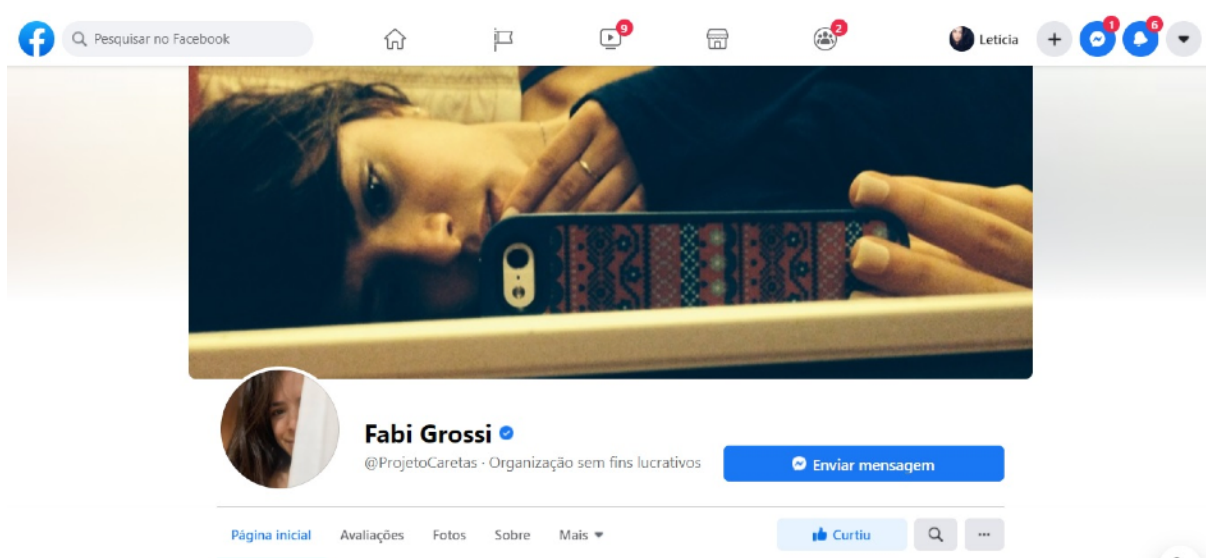 Pesquisar no Facebook
9
2
Leticia
1
6
Fabi Grossi
@ProjetoCaretas · Organização sem fins lucrativos
Enviar mensagem
Página inicial Avaliações Fotos Sobre Mais
Curtiu